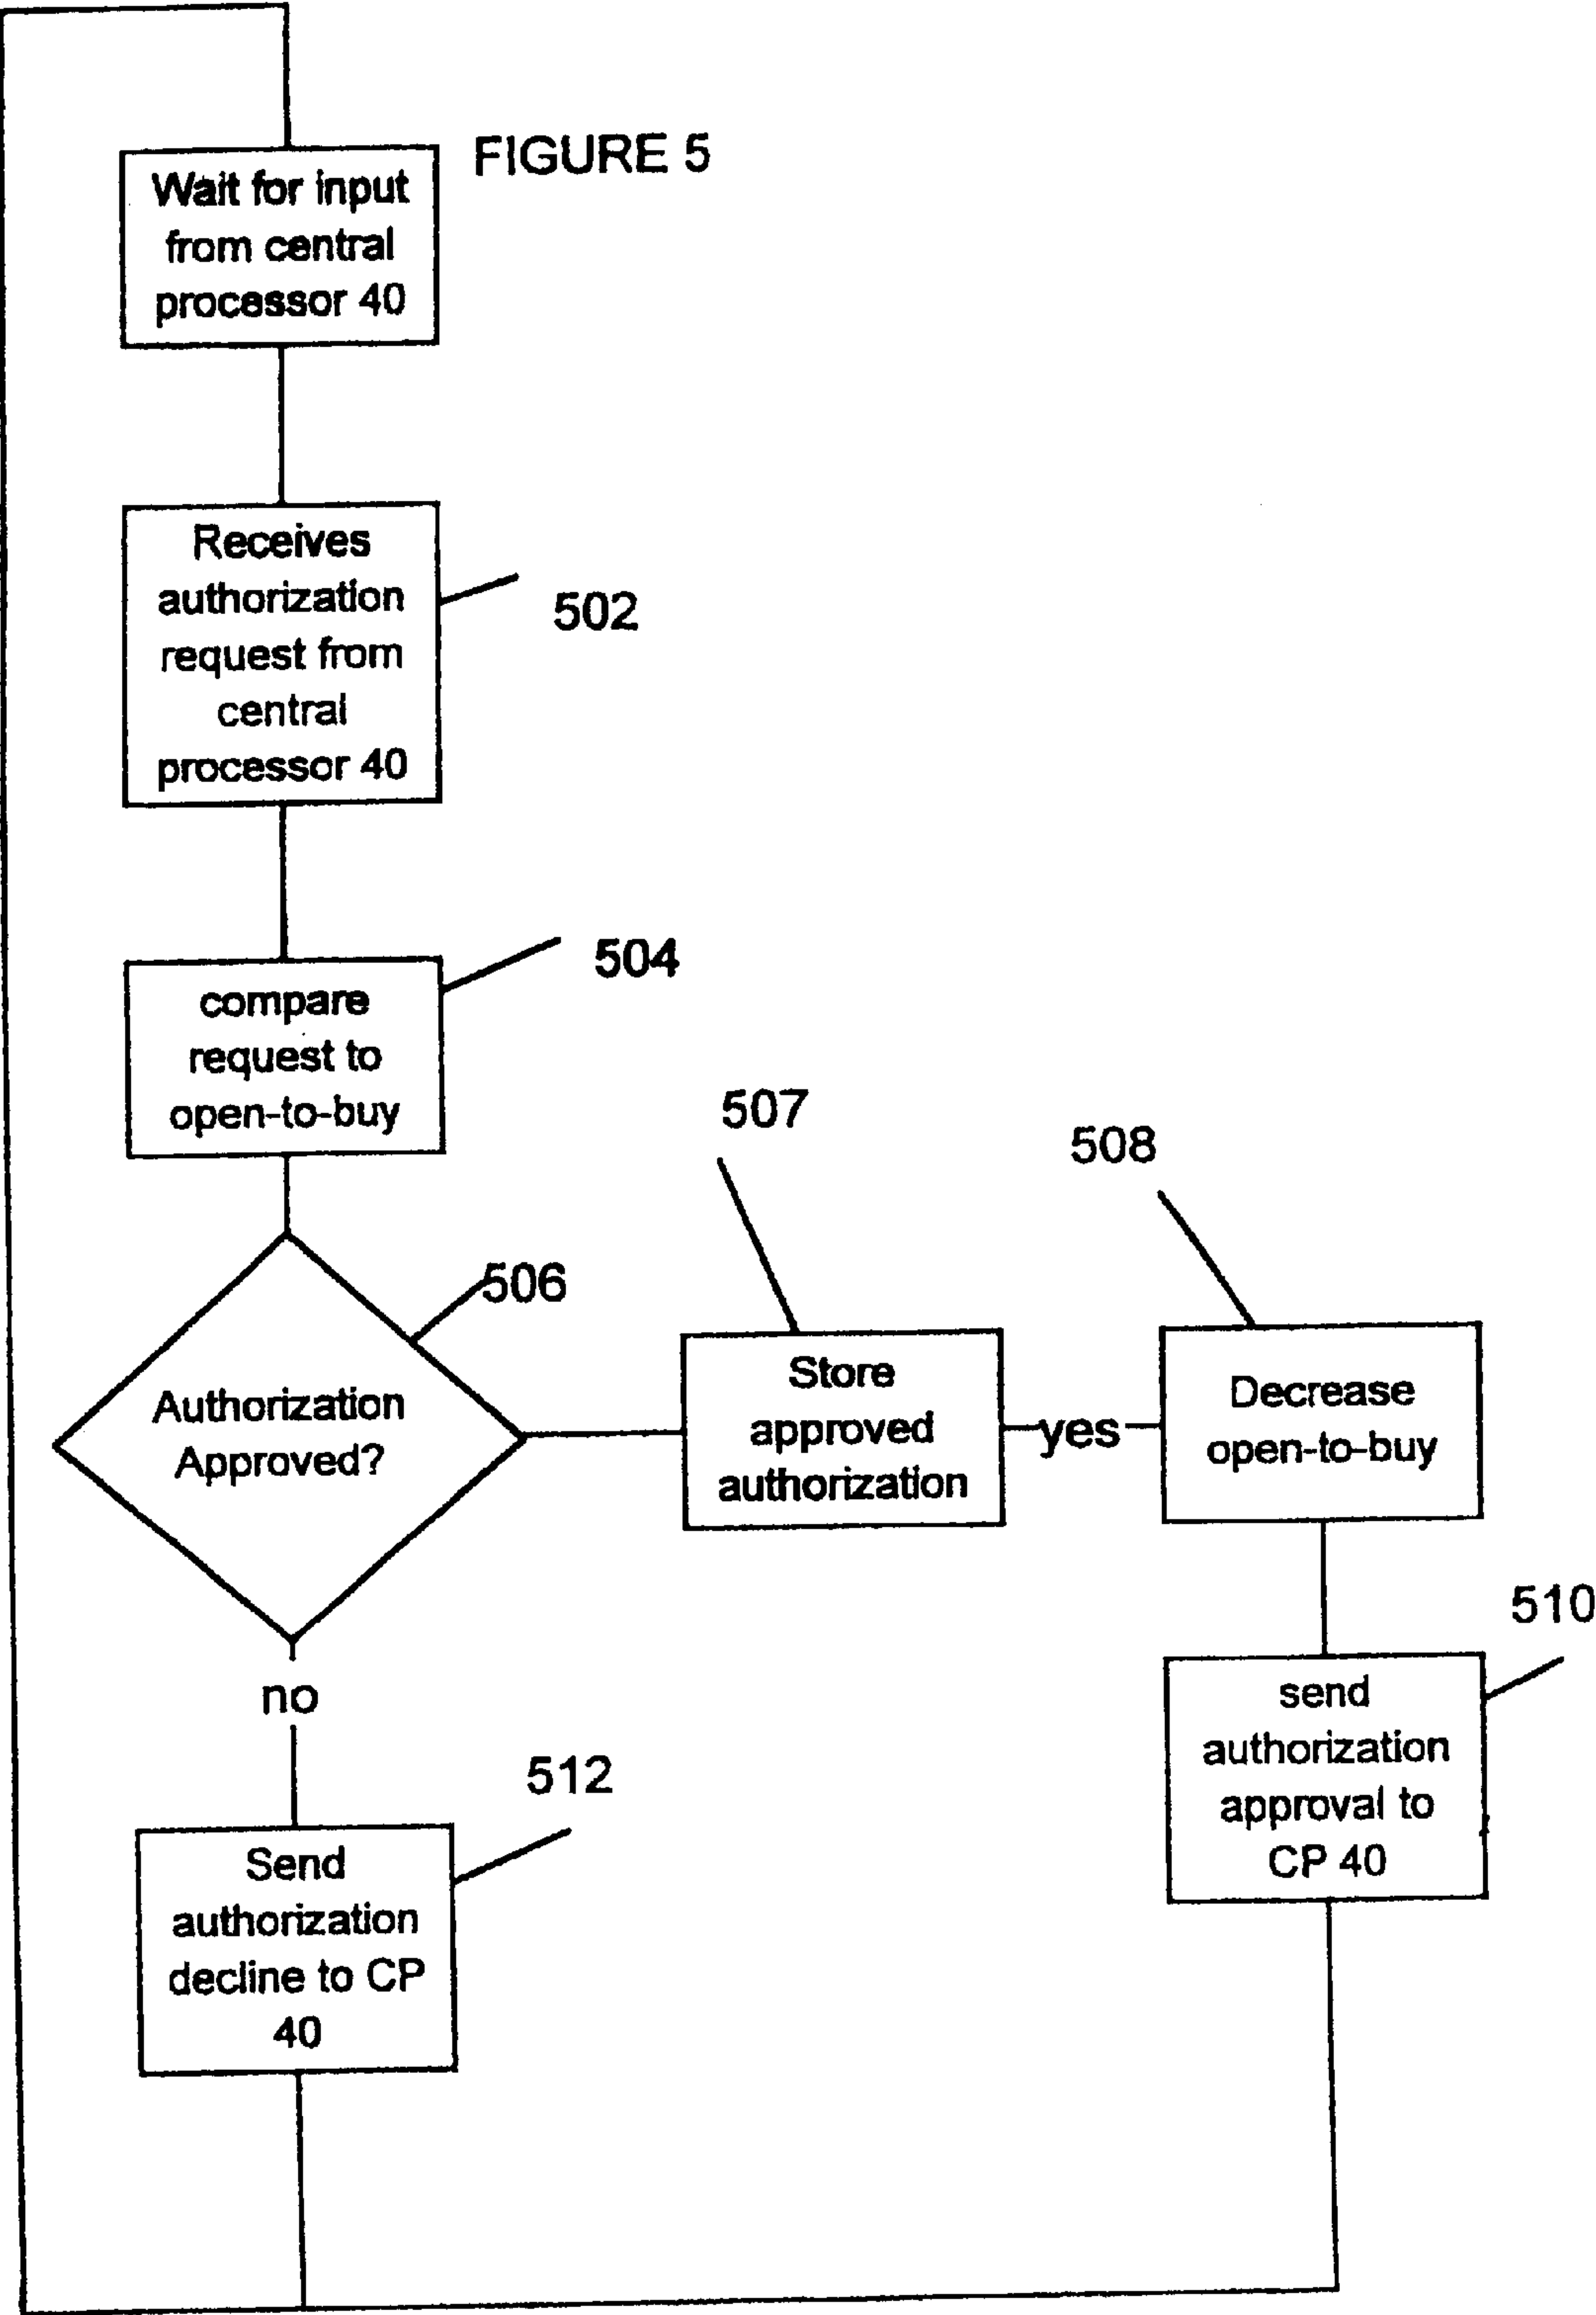 FIGURE 5
Wait for input
from central
processor 40
Receives
authorization
request from
central
processor 40
502
compare
request to
open-to-buy
504
Authorization
Approved?
506
Store
approved
authorization
507
yes
Decrease
open-to-buy
508
send
authorization
approval to
CP 40
510
no
Send
authorization
decline to CP
40
512